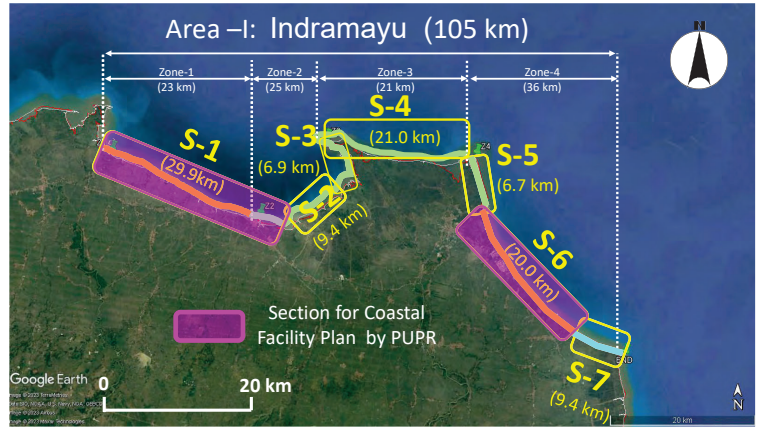 Area –I: Indramayu (105 km)
N
Zone-1
(23 km)
Zone-2
(25 km)
Zone-3
(21 km)
Zone-4
(36 km)
S-1
(29.9km)
S-2
(9.4 km)
S-3
(6.9 km)
S-4
(21.0 km)
S-5
(6.7 km)
S-6
(20.0 km)
S-7
(9.4 km)
Z2
Z4
END
Section for Coastal
Facility Plan by PUPR
Google Earth
0
20 km
N
20 km